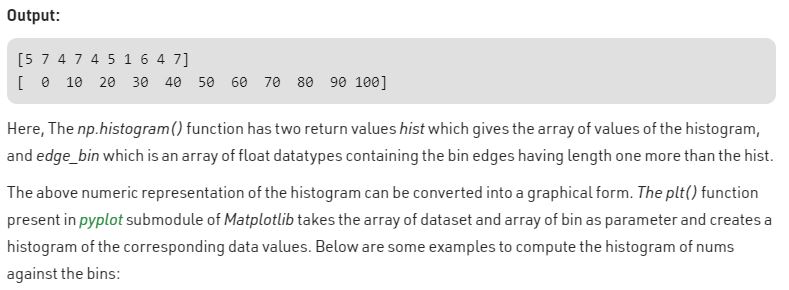 Output:
[5 7 4 7 4 5 1 6 4 7]
[  0  10  20  30  40  50  60  70  80  90 100]
Here, The np.histogram() function has two return values hist which gives the array of values of the histogram,
and edge_bin which is an array of float datatypes containing the bin edges having length one more than the hist.
The above numeric representation of the histogram can be converted into a graphical form. The plt() function
present in pyplot submodule of Matplotlib takes the array of dataset and array of bin as parameter and creates a
histogram of the corresponding data values. Below are some examples to compute the histogram of nums
against the bins: